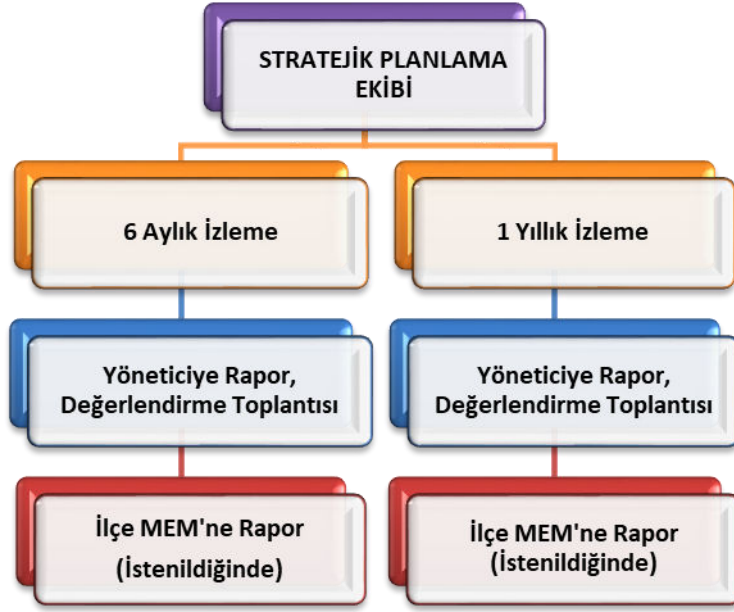 STRATEJİK PLANLAMA
EKİBİ
6 Aylık İzleme
1 Yıllık İzleme
Yöneticiye Rapor,
Değerlendirme Toplantısı
Yöneticiye Rapor,
Değerlendirme Toplantısı
İlçe MEM'ne Rapor
(İstenildiğinde)
İlçe MEM'ne Rapor
(İstenildiğinde)